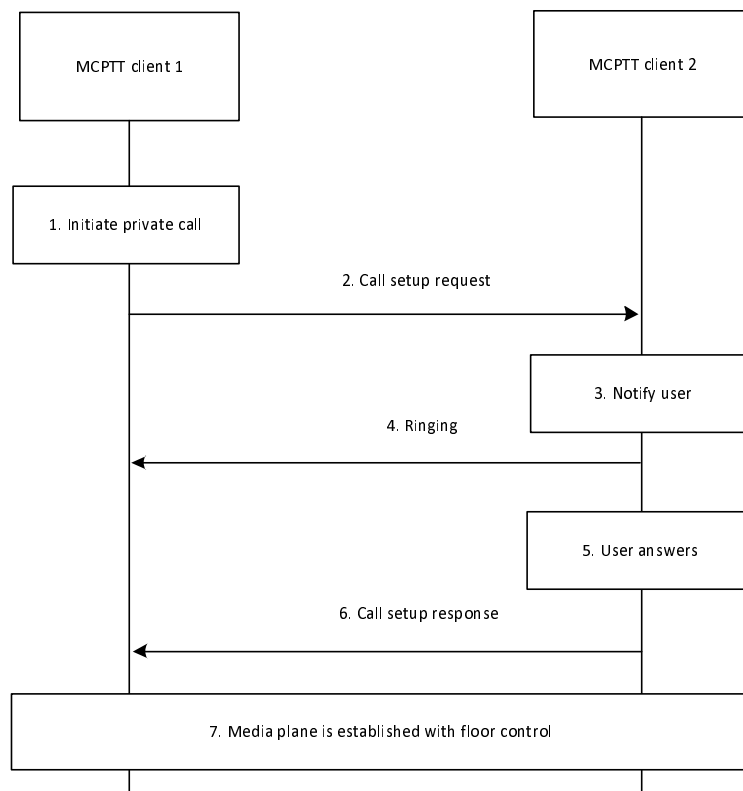 MCPTT client 1
MCPTT client 2
1. Initiate private call
2. Call setup request
3. Notify user
4. Ringing
5. User answers
6. Call setup response
7. Media plane is established with floor control